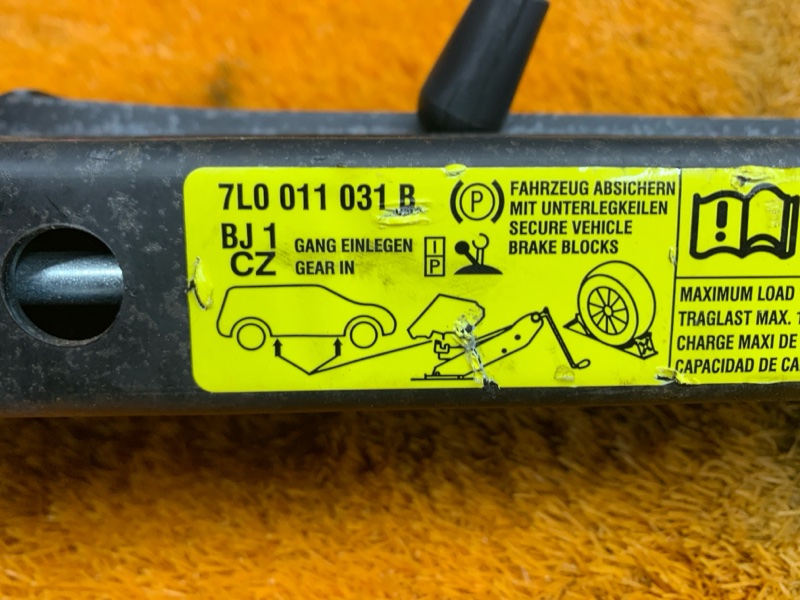 7L0 011 031 B
BJ 1
CZ
GANG EINLEGEN
GEAR IN
I
P
(P)
FAHRZEUG ABSICHERN
MIT UNTERLEGKEILEN
SECURE VEHICLE
BRAKE BLOCKS
!
MAXIMUM LOAD
TRAGLAST MAX. 1
CHARGE MAXI DE
CAPACIDAD DE CA